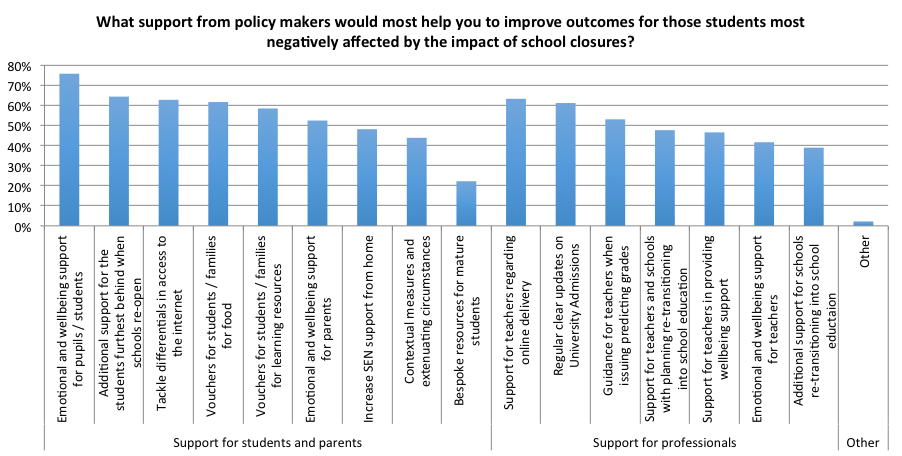 What support from policy makers would most help you to improve outcomes for those students most
negatively affected by the impact of school closures?
80%
70%
60%
50%
40%
30%
20%
10%
0%
Emotional and wellbeing support
for pupils / students
Additional support for the
students furthest behind when
schools re-open
Tackle differentials in access to
the internet
Vouchers for students / families
for food
Vouchers for students / families
for learning resources
Emotional and wellbeing support
for parents
Increase SEN support from home
Contextual measures and
extenuating circumstances
Bespoke resources for mature
students
Support for teachers regarding
online delivery
Regular clear updates on
University Admissions
Guidance for teachers when
issuing predicting grades
Support for teachers and schools
with planning re-transitioning
into school education
Support for teachers in providing
wellbeing support
Emotional and wellbeing support
for teachers
Additional support for schools
re-transitioning into school
eductaion
Other
Support for students and parents
Support for professionals
Other